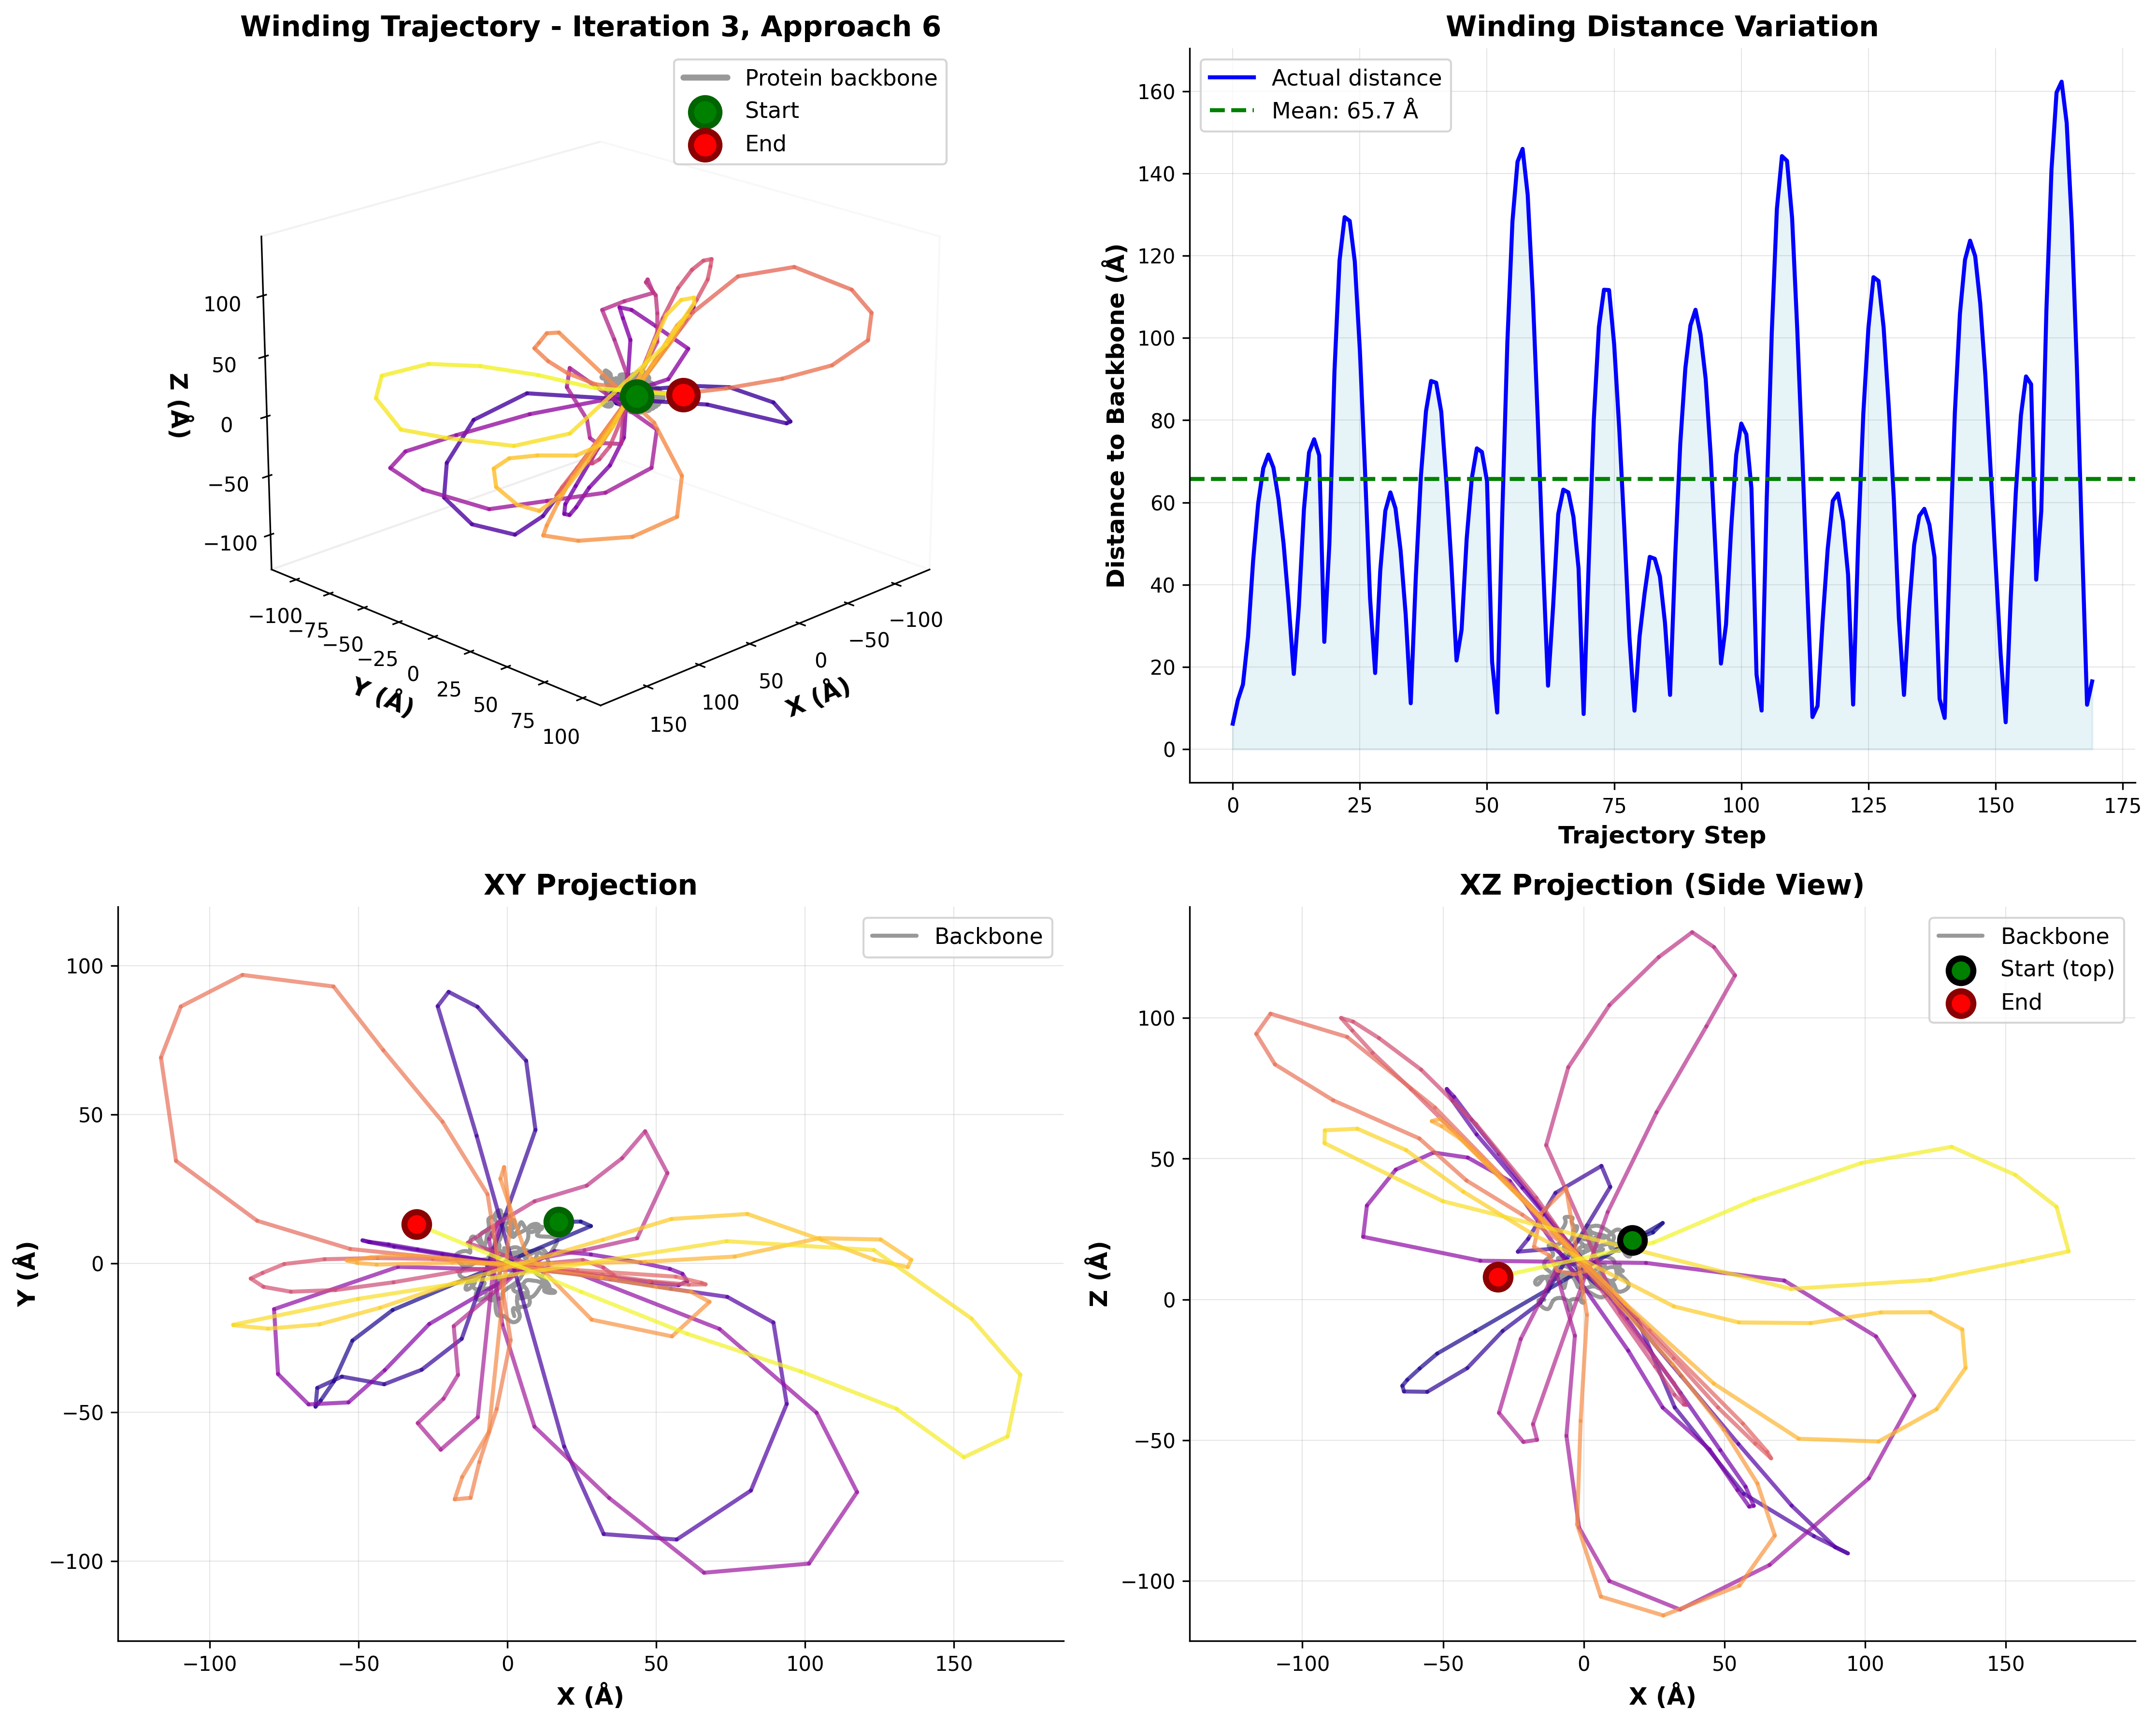 Winding Trajectory - Iteration 3, Approach 6
Protein backbone
Start
End
100
50
0
−50
−100
Z (Å)
−100
−75
−50
−25
0
25
50
75
100
Y (Å)
150
100
50
0
−50
−100
X (Å)
Winding Distance Variation
Actual distance
Mean: 65.7 Å
160
140
120
100
80
60
40
20
0
Distance to Backbone (Å)
0 25 50 75 100 125 150 175
Trajectory Step
XY Projection
Backbone
100
50
0
−50
−100
Y (Å)
−100 −50 0 50 100 150
X (Å)
XZ Projection (Side View)
Backbone
Start (top)
End
100
50
0
−50
−100
Z (Å)
−100 −50 0 50 100 150
X (Å)